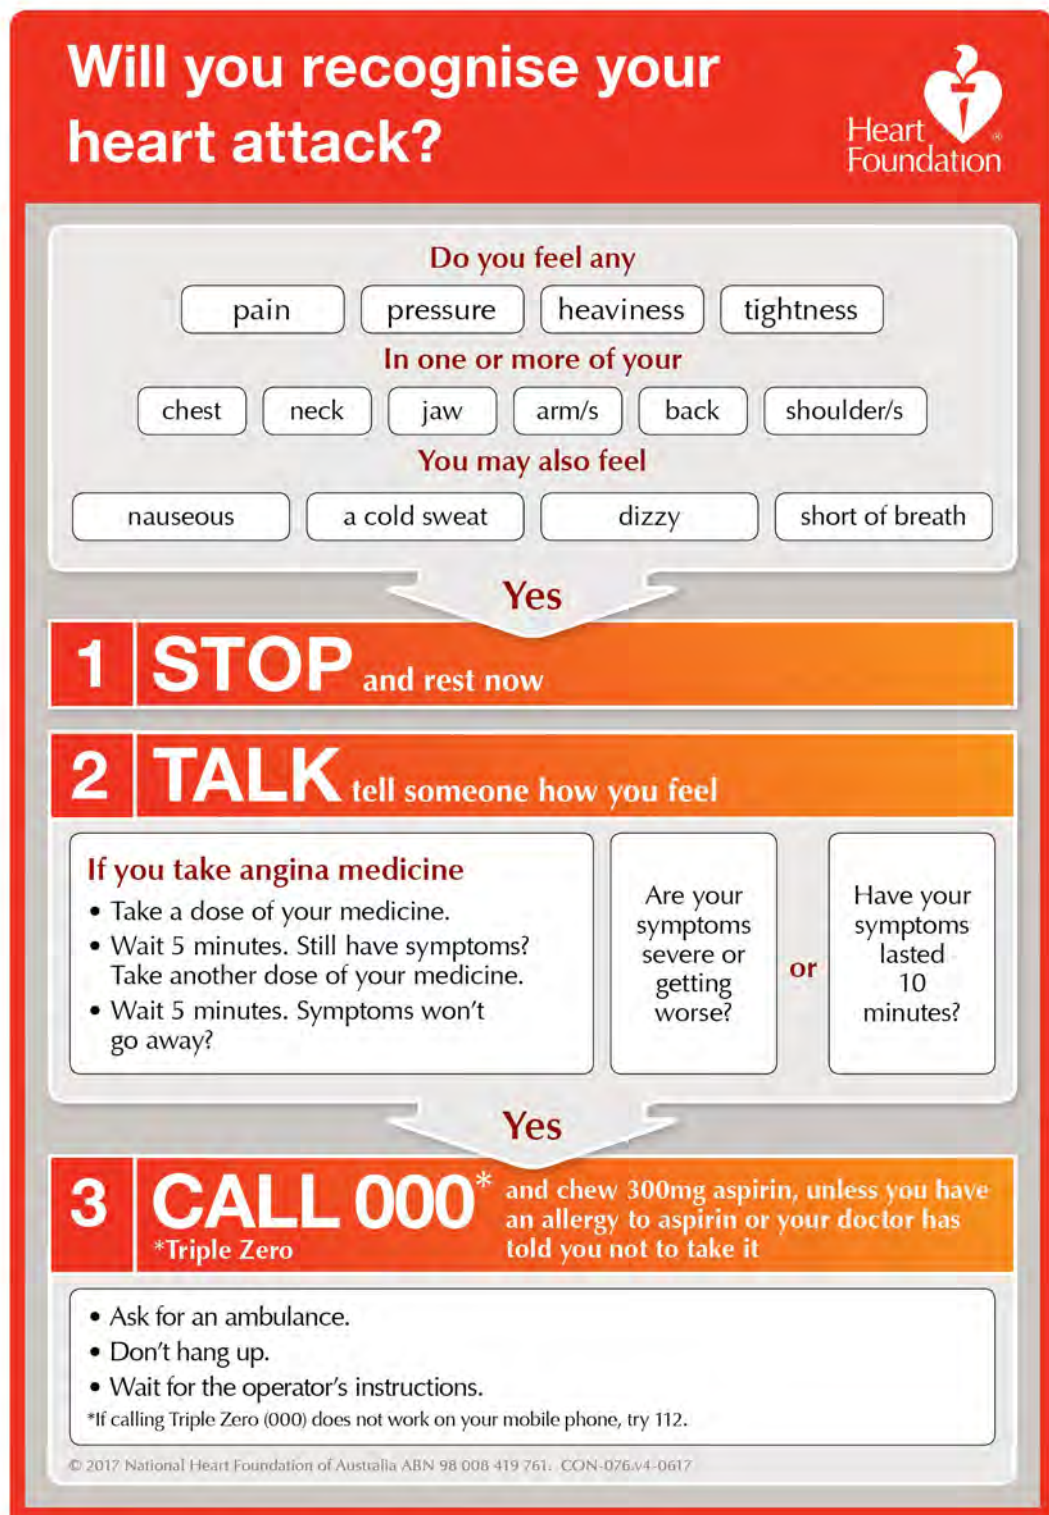 Will you recognise your
heart attack?
Heart
Foundation
®
Do you feel any
pain pressure heaviness tightness
In one or more of your
chest neck jaw arm/s back shoulder/s
You may also feel
nauseous a cold sweat dizzy short of breath
Yes
1 STOP and rest now
2 TALK tell someone how you feel
If you take angina medicine
• Take a dose of your medicine.
• Wait 5 minutes. Still have symptoms?
Take another dose of your medicine.
• Wait 5 minutes. Symptoms won't
go away?
Are your
symptoms
severe or
getting
worse?
or
Have your
symptoms
lasted
10
minutes?
Yes
3 CALL 000*
*Triple Zero
and chew 300mg aspirin, unless you have
an allergy to aspirin or your doctor has
told you not to take it
• Ask for an ambulance.
• Don't hang up.
• Wait for the operator's instructions.
*If calling Triple Zero (000) does not work on your mobile phone, try 112.
© 2017 National Heart Foundation of Australia ABN 98 008 419 761. CON-076.v4-0617